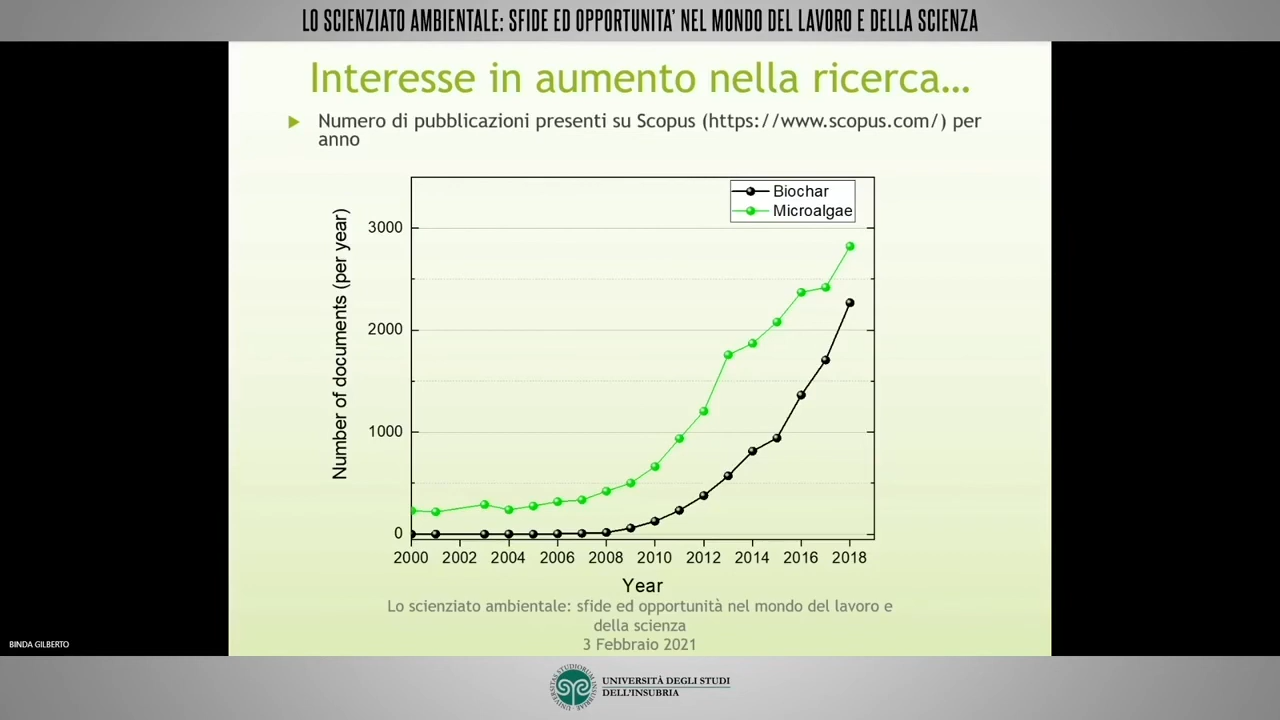 LO SCIENZIATO AMBIENTALE: SFIDE ED OPPORTUNITA' NEL MONDO DEL LAVORO E DELLA SCIENZA
Interesse in aumento nella ricerca...
Numero di pubblicazioni presenti su Scopus (https://www.scopus.com/) per
anno
Biochar
Microalgae
Number of documents (per year)
3000
2000
1000
0
2000 2002 2004 2006 2008 2010 2012 2014 2016 2018
Year
Lo scienziato ambientale: sfide ed opportunità nel mondo del lavoro e
della scienza
3 Febbraio 2021
BINDA GILBERTO
UNIVERSITÀ DEGLI STUDI
DELL'INSUBRIA